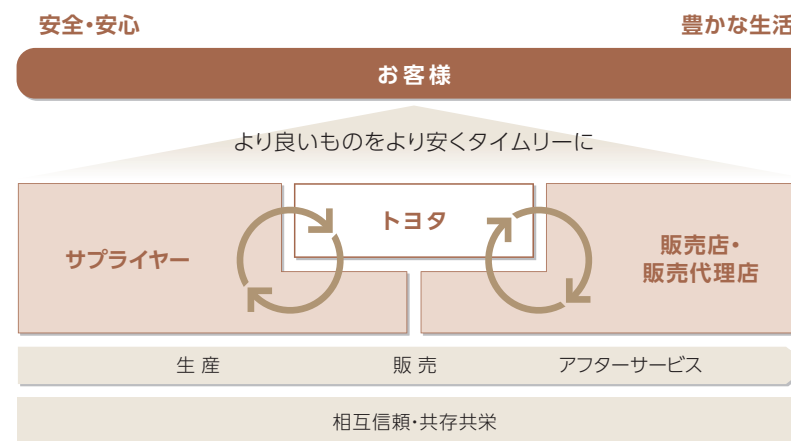 安全・安心
豊かな生活
お客様
より良いものをより安くタイムリーに
トヨタ
サプライヤー
販売店・
販売代理店
生産
販売
アフターサービス
相互信頼・共存共栄